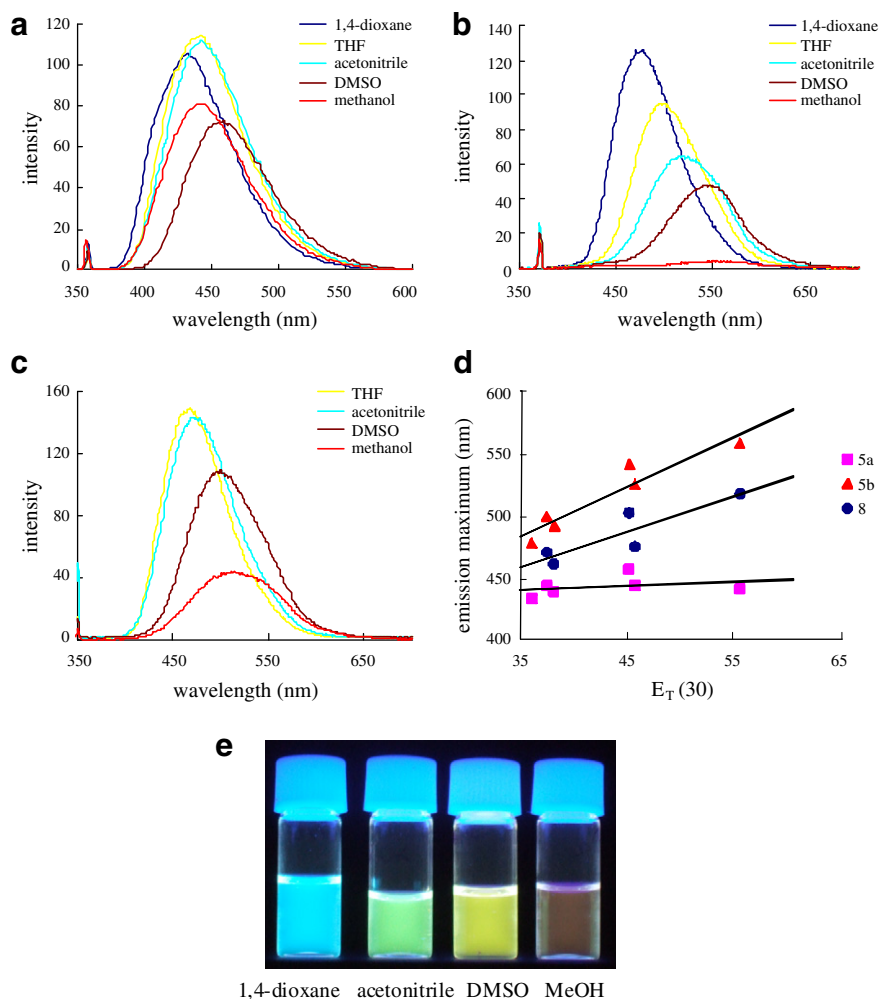 a
1,4-dioxane
THF
acetonitrile
DMSO
methanol
intensity
120
100
80
60
40
20
0
350 400 450 500 550 600
wavelength (nm)
b
1,4-dioxane
THF
acetonitrile
DMSO
methanol
intensity
140
120
100
80
60
40
20
0
350 450 550 650
wavelength (nm)
c
THF
acetonitrile
DMSO
methanol
intensity
160
120
80
40
0
350 450 550 650
wavelength (nm)
d
5a
5b
8
emission maximum (nm)
600
550
500
450
400
35 45 55 65
E_T (30)
e
1,4-dioxane acetonitrile DMSO MeOH